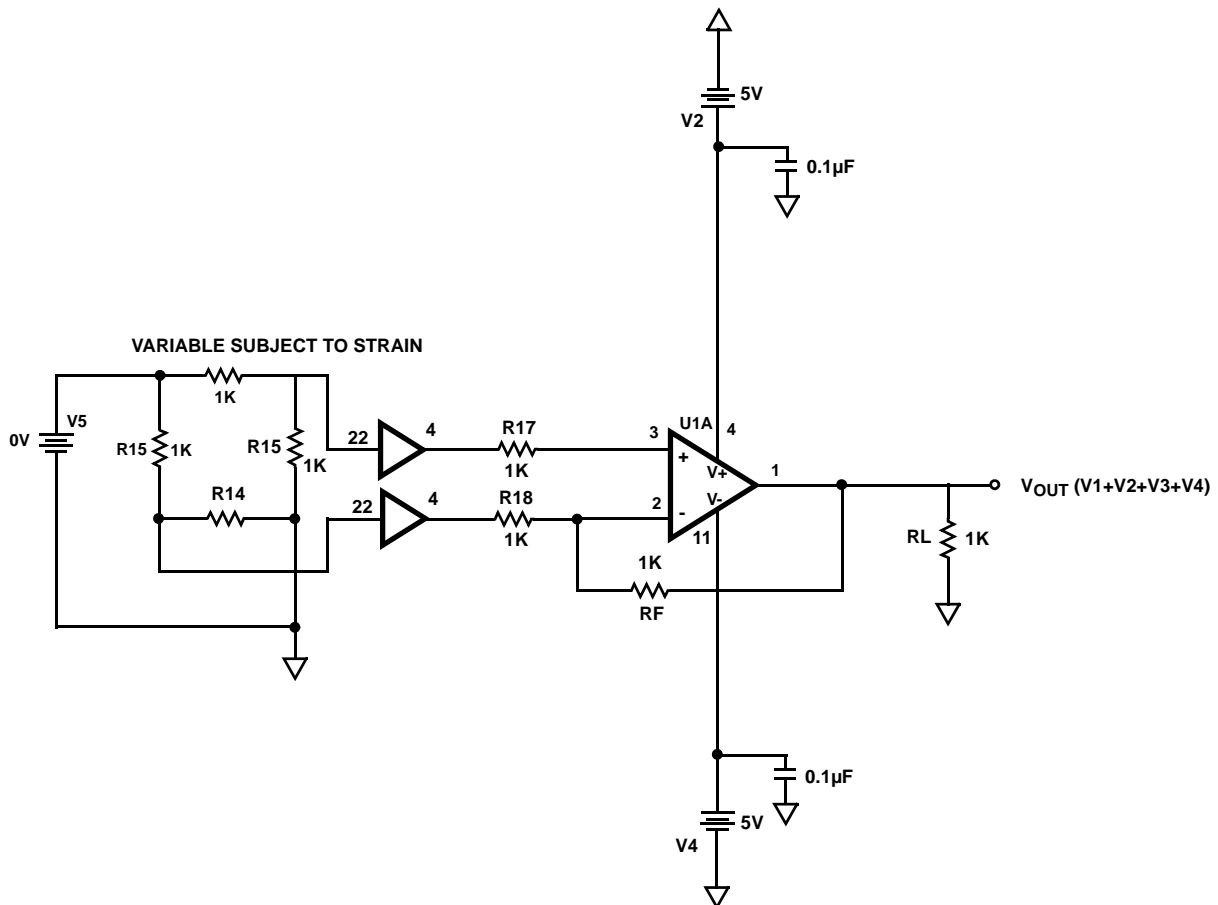 5V
V2
0.1µF
VARIABLE SUBJECT TO STRAIN
1K
V5
0V
R15
1K
R15
1K
R14
22
4
R17
1K
22
4
R18
1K
U1A
4
3
+
V+
1
2
-
V-
11
1K
RF
VOUT (V1+V2+V3+V4)
RL
1K
0.1µF
5V
V4